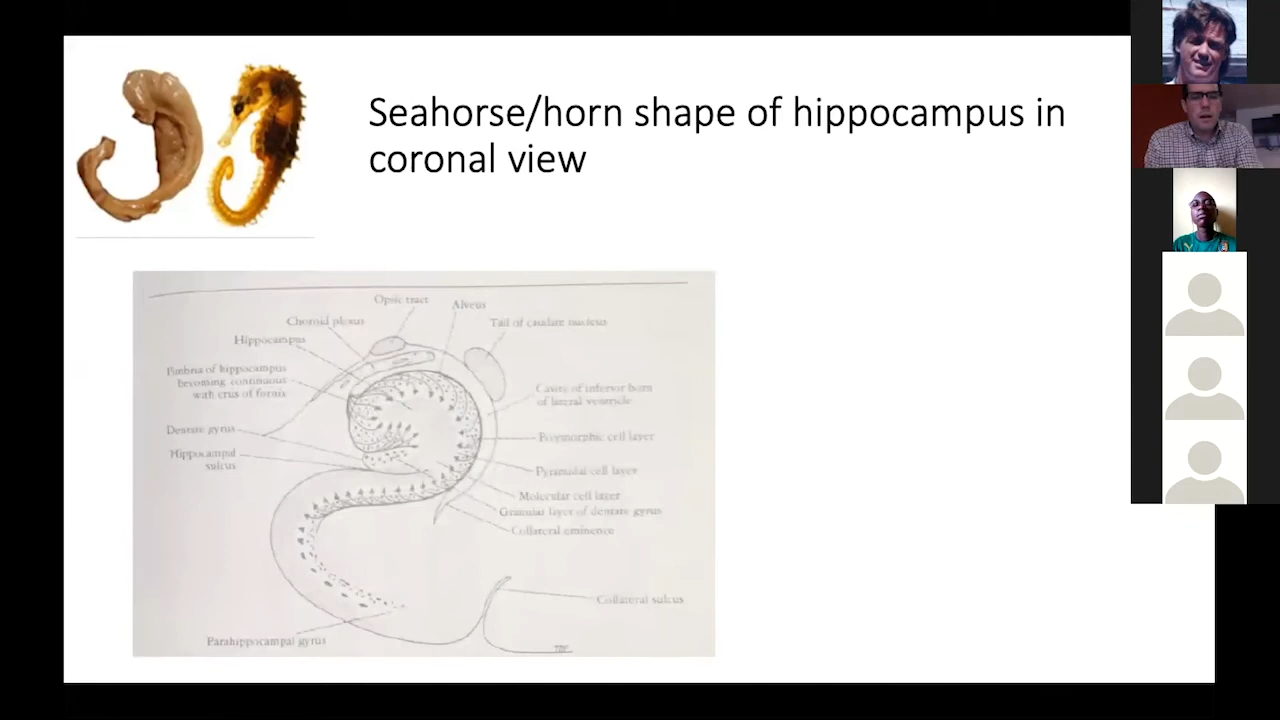 Seahorse/horn shape of hippocampus in
coronal view
Optic tract
Alveus
Choroid plexus
Tail of caudate nucleus
Hippocampus
Fimbria of hippocampus
becoming continuous
with crus of fornix
Cavity of inferior horn
of lateral ventricle
Dentate gyrus
Polymorphic cell layer
Hippocampal
sulcus
Pyramidal cell layer
Molecular cell layer
Granular layer of dentate gyrus
Collateral eminence
Collateral sulcus
Parahippocampal gyrus